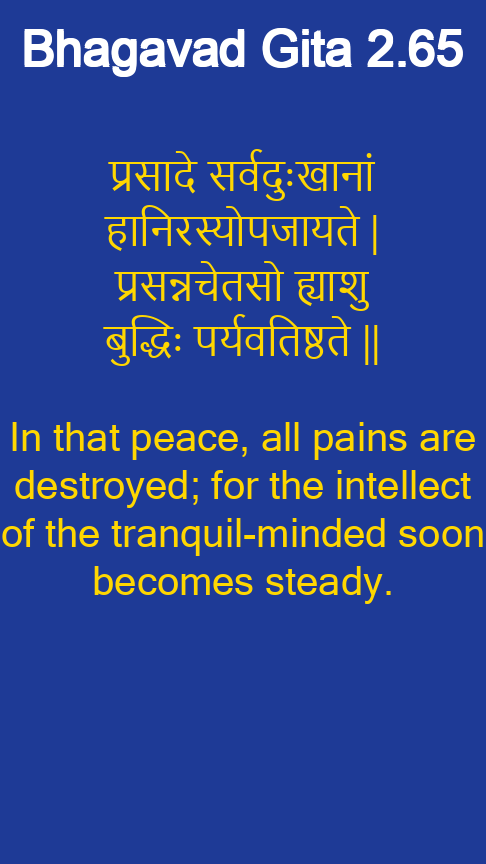 Bhagavad Gita 2.65
प्रसादे सर्वदुःखानां
हानिरस्योपजायते |
प्रसन्नचेतसो ह्याशु
बुद्धिः पर्यवतिष्ठते ||
In that peace, all pains are
destroyed; for the intellect
of the tranquil-minded soon
becomes steady.